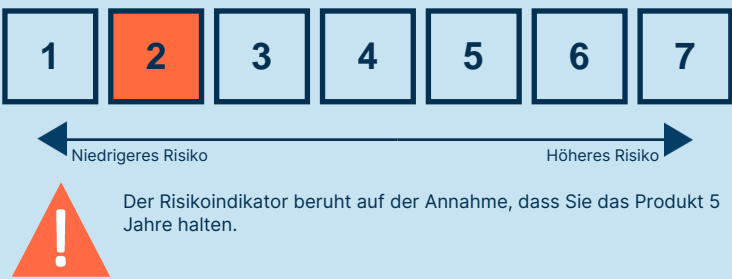 1 2 3 4 5 6 7
Niedrigeres Risiko Höheres Risiko
!
Der Risikoindikator beruht auf der Annahme, dass Sie das Produkt 5
Jahre halten.